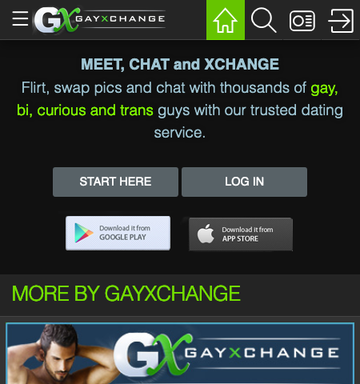 GX GAYXCHANGE
MEET, CHAT and XCHANGE
Flirt, swap pics and chat with thousands of gay,
bi, curious and trans guys with our trusted dating
service.
START HERE LOG IN
Download it from
GOOGLE PLAY
Download it from
APP STORE
MORE BY GAYXCHANGE
GX GAYXCHANGE